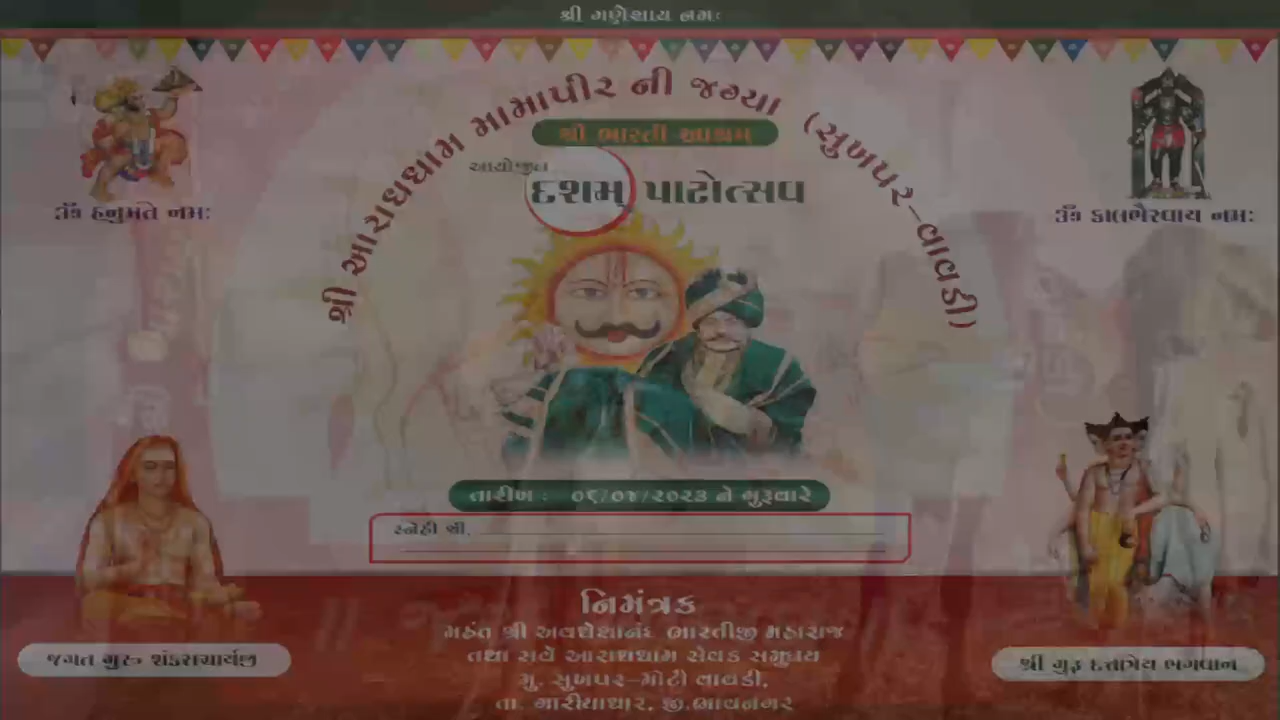 શ્રી ગણેશાય નમઃ
શ્રી આરાધધામ મામાપીર ની જગ્યા (સુખપર-વાવડી)
શ્રી ભારતી આશ્રમ
આયોજીત
દશમ્ પાટોત્સવ
ૐ હનુમતે નમઃ
ૐ કાલભૈરવાય નમઃ
તારીખ : ૦૬/૦૪/૨૦૨૩ ને ગુરૂવારે
સ્નેહી શ્રી.
નિમંત્રક
મહંત શ્રી અવધેશાનંદ ભારતીજી મહારાજ
તથા સર્વે આરાધધામ સેવક સમુદાય
મુ. સુખપર-મોટી વાવડી,
તા. ગારીયાધાર, જી.ભાવનગર
જગત ગુરુ શંકરાચાર્યજી
શ્રી ગુરૂ દત્તાત્રેય ભગવાન